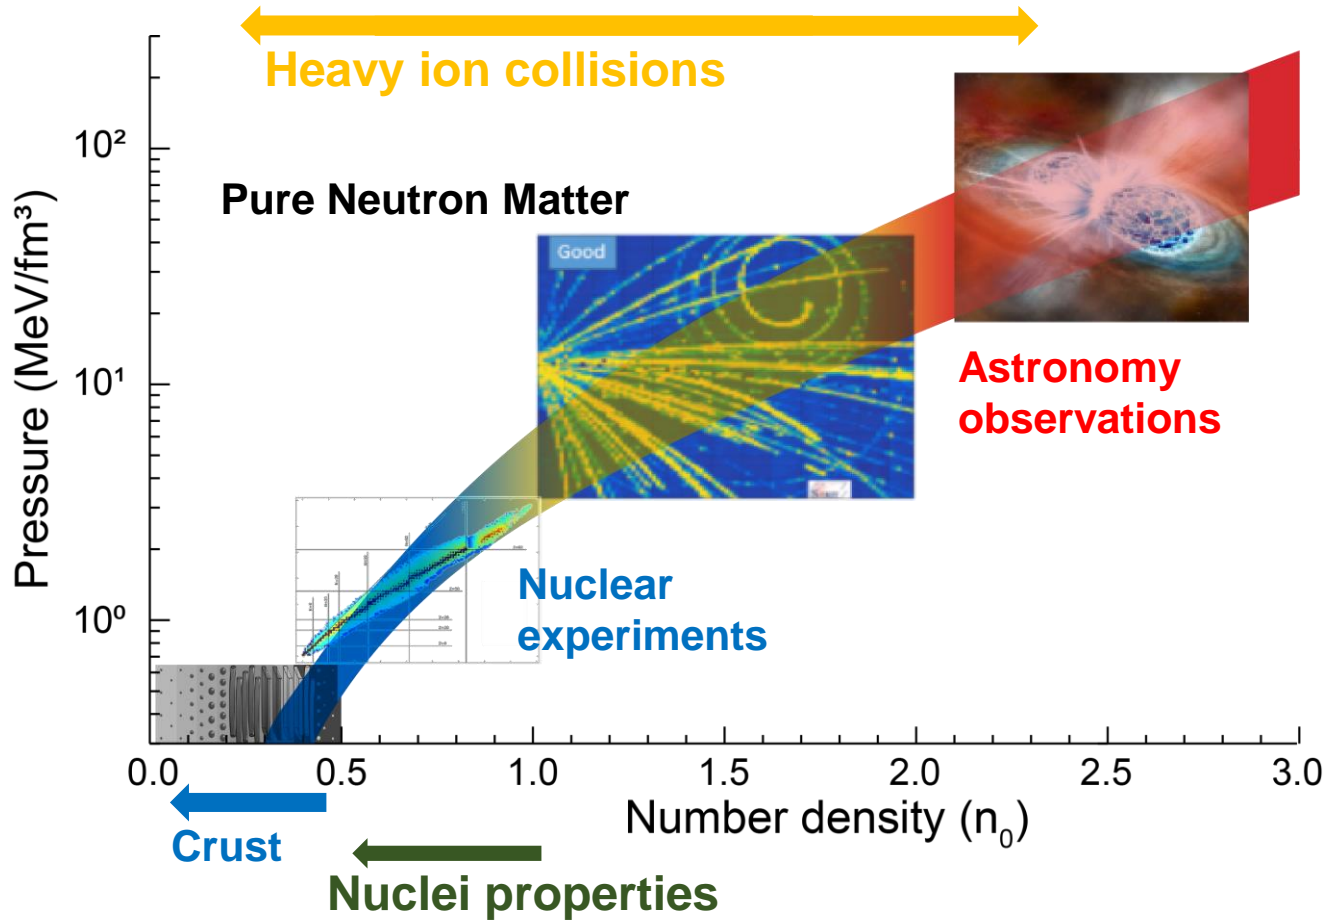 Heavy ion collisions
10²
Pure Neutron Matter
Good
Pressure (MeV/fm³)
10¹
Astronomy
observations
Nuclear
experiments
10⁰
0.0 0.5 1.0 1.5 2.0 2.5 3.0
Number density (n₀)
Crust
Nuclei properties